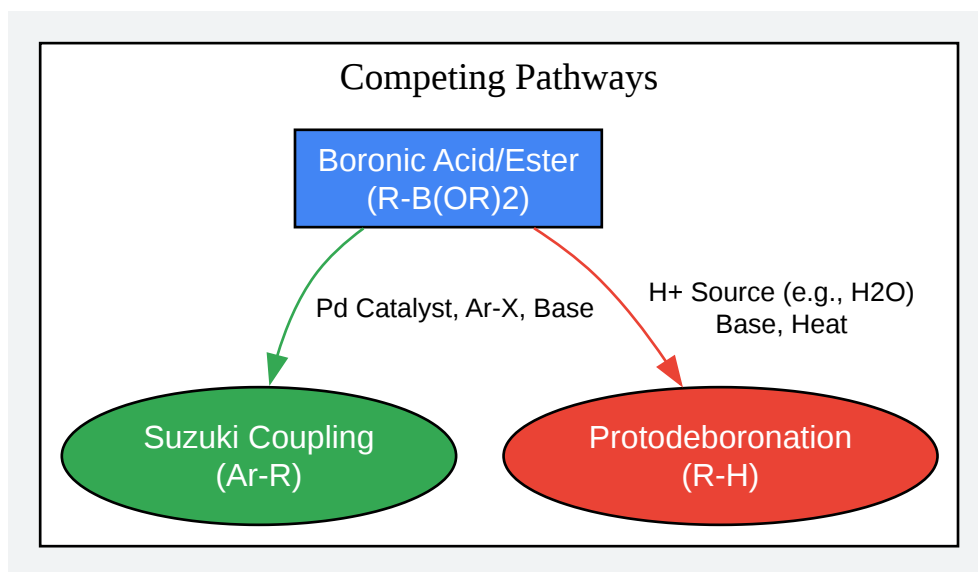 Competing Pathways
Boronic Acid/Ester
(R-B(OR)2)
Pd Catalyst, Ar-X, Base
H+ Source (e.g., H2O)
Base, Heat
Suzuki Coupling
(Ar-R)
Protodeboronation
(R-H)